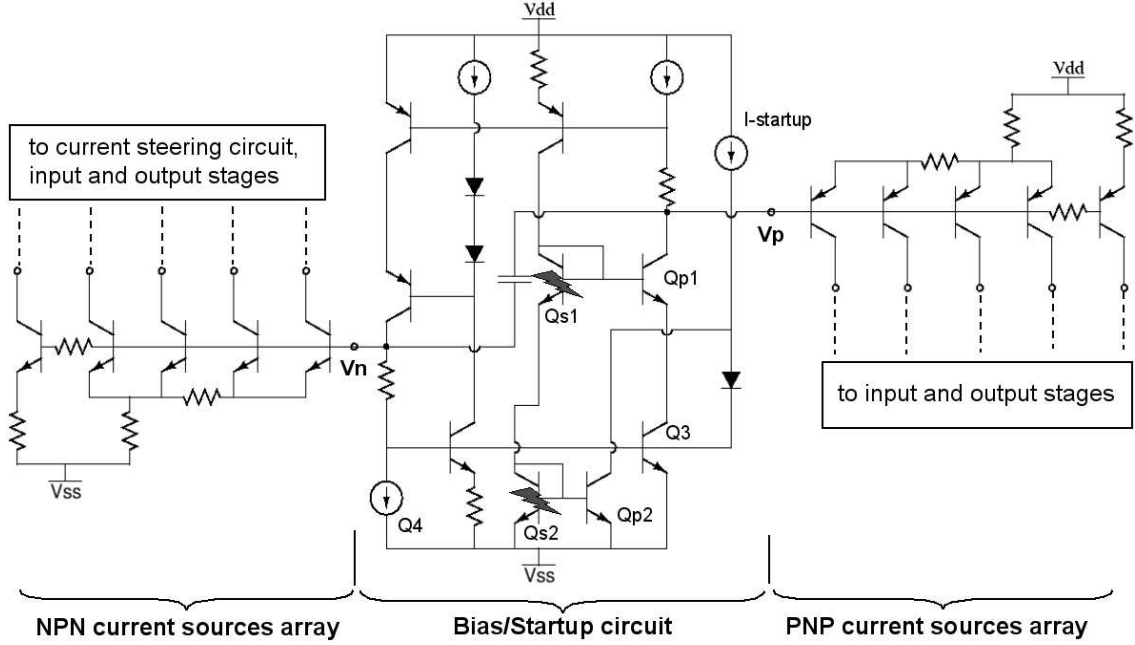 Vdd
Vdd
I-startup
to current steering circuit,
input and output stages
Vp
Qp1
Qs1
Vn
to input and output stages
Q3
Vss
Q4
Qs2
Qp2
Vss
NPN current sources array
Bias/Startup circuit
PNP current sources array